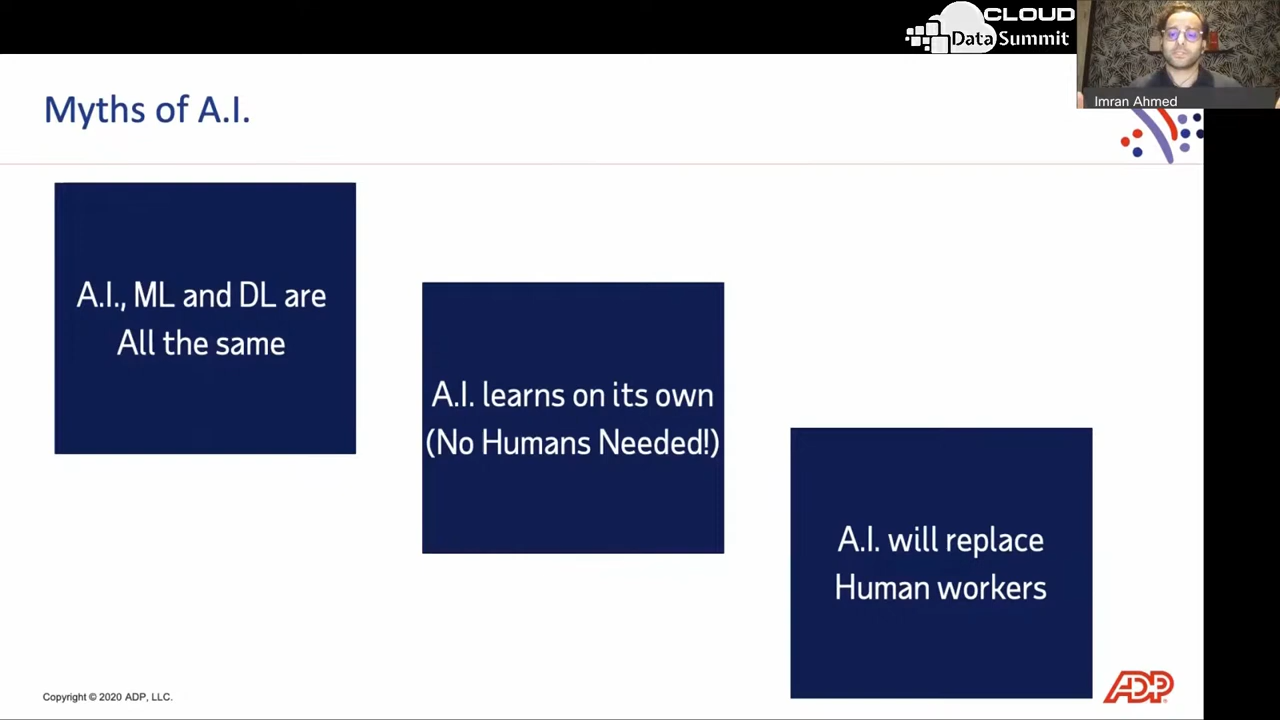 CLOUD
Data Summit
Imran Ahmed
Myths of A.I.
A.I., ML and DL are
All the same
A.I. learns on its own
(No Humans Needed!)
A.I. will replace
Human workers
Copyright © 2020 ADP, LLC.
ADP